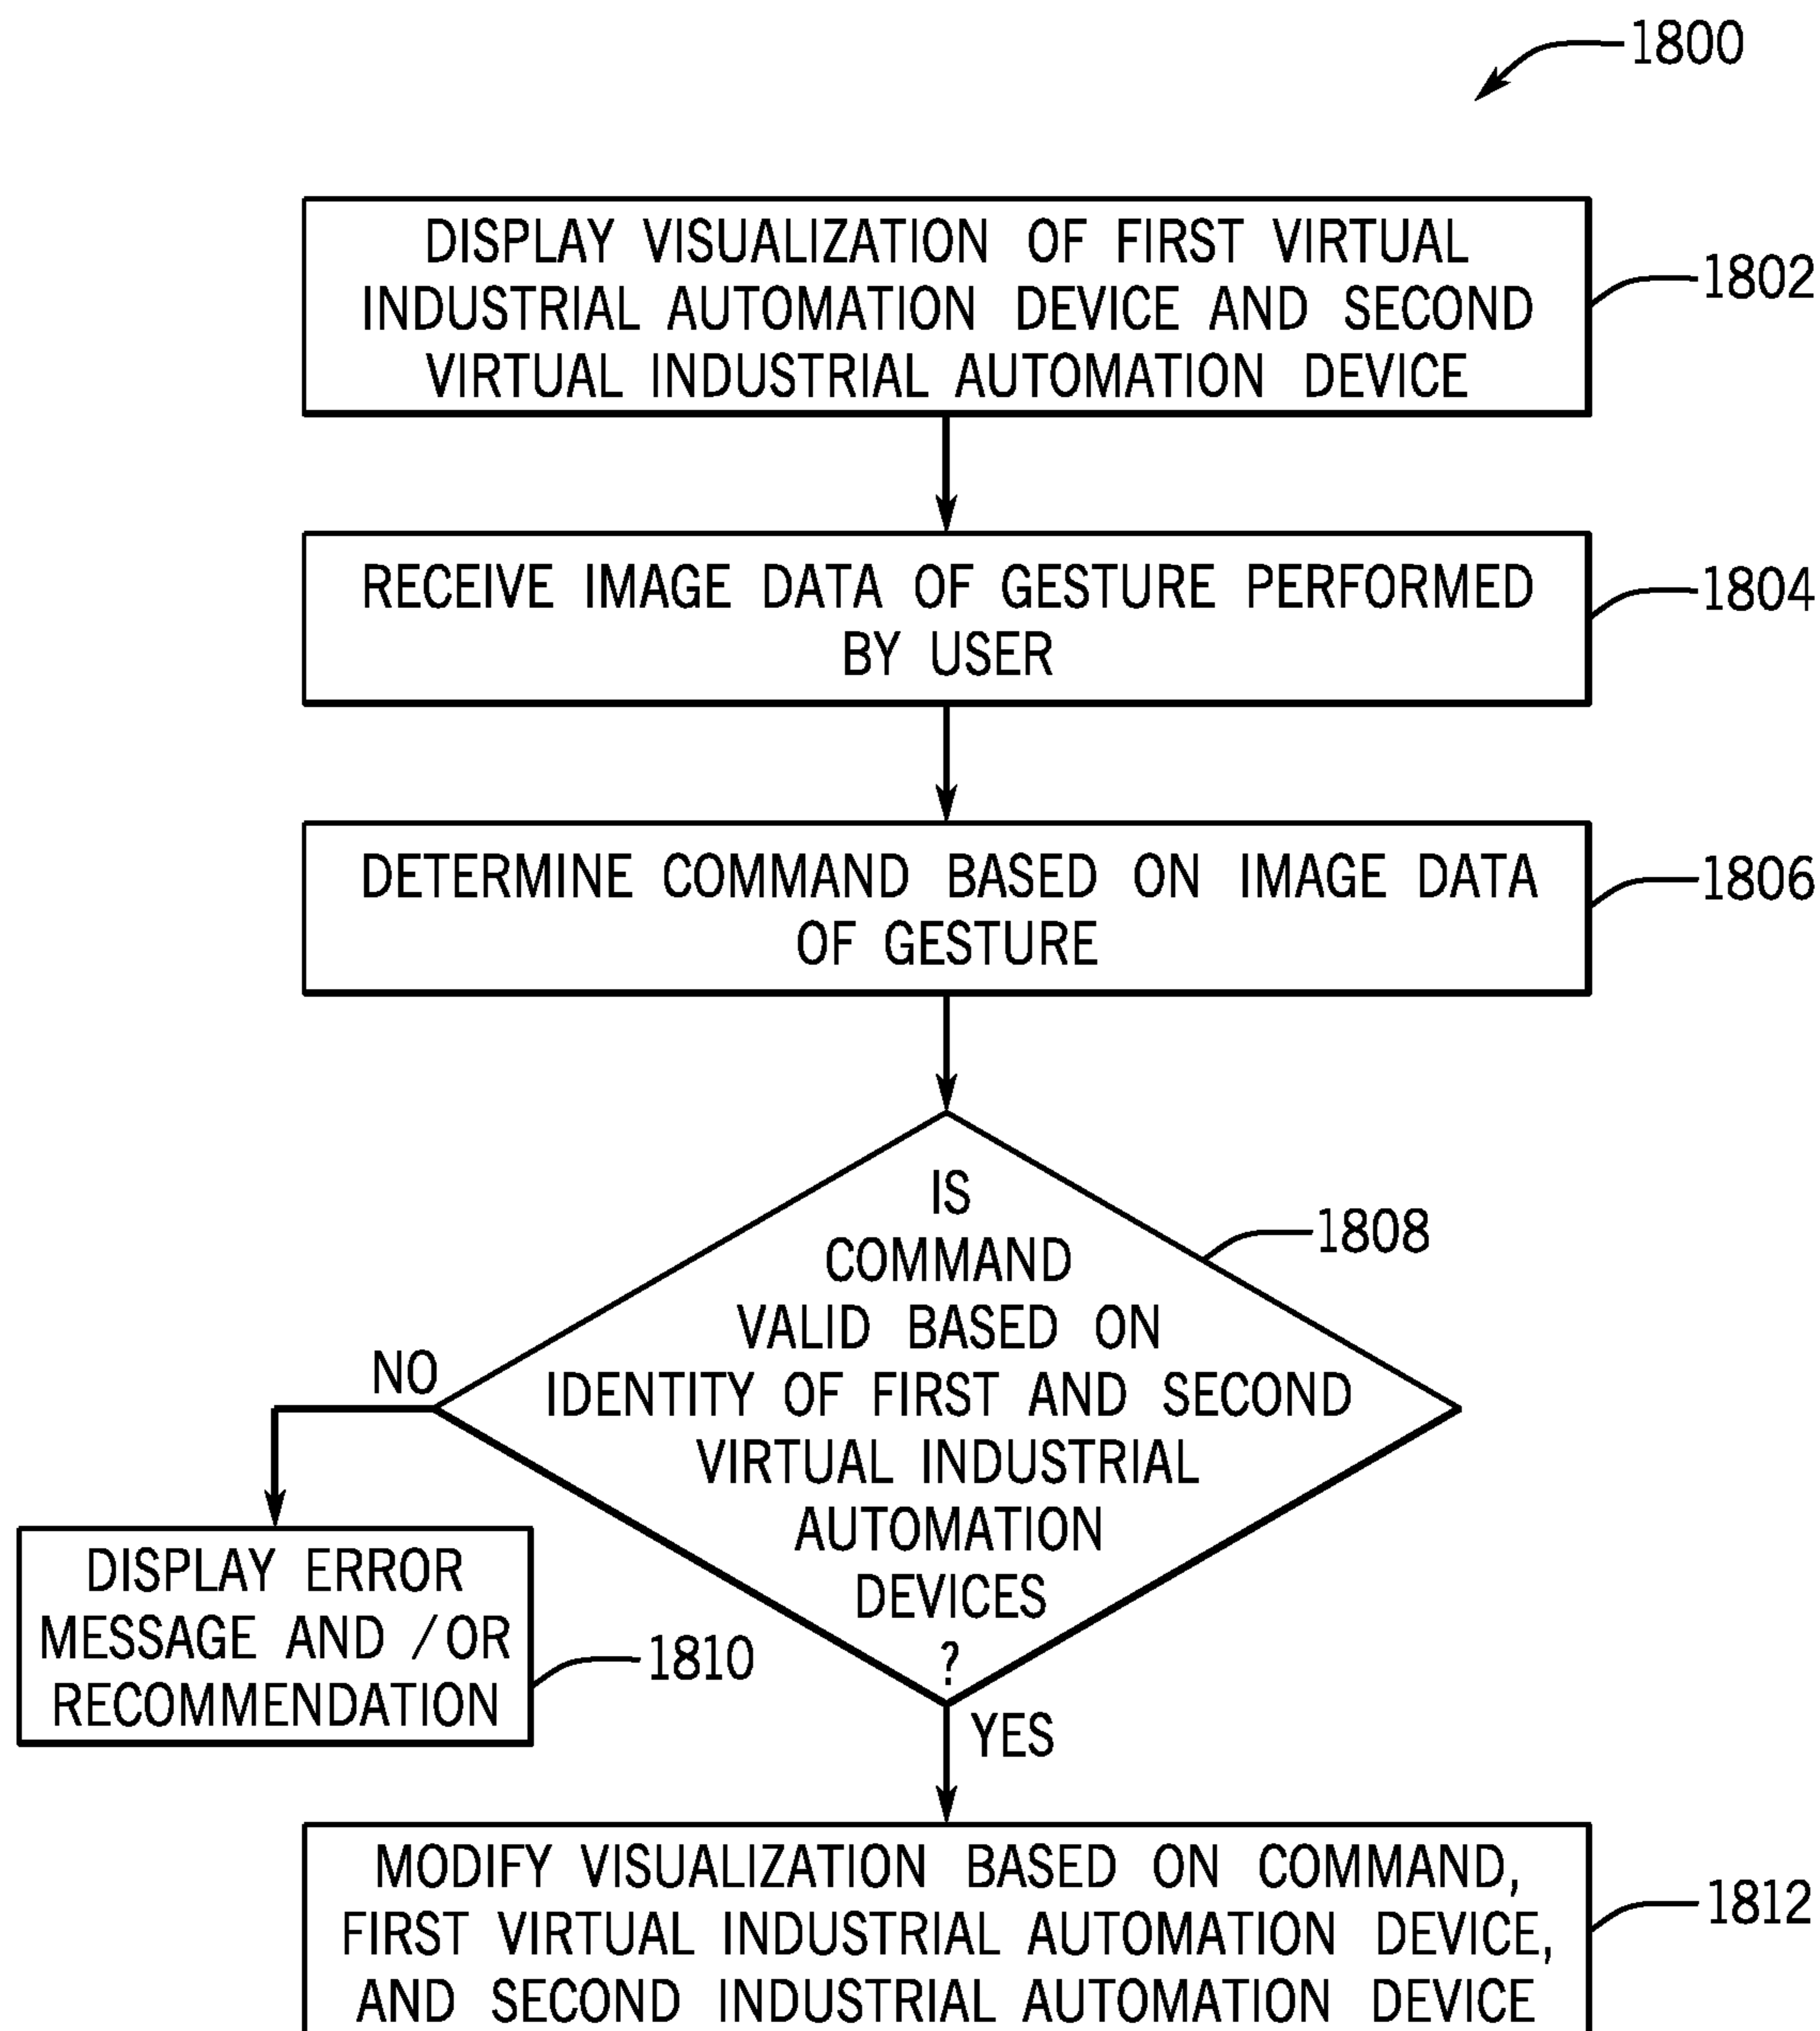 1800
DISPLAY VISUALIZATION OF FIRST VIRTUAL
INDUSTRIAL AUTOMATION DEVICE AND SECOND
VIRTUAL INDUSTRIAL AUTOMATION DEVICE
1802
RECEIVE IMAGE DATA OF GESTURE PERFORMED
BY USER
1804
DETERMINE COMMAND BASED ON IMAGE DATA
OF GESTURE
1806
IS
COMMAND
VALID BASED ON
IDENTITY OF FIRST AND SECOND
VIRTUAL INDUSTRIAL
AUTOMATION
DEVICES
?
1808
NO
DISPLAY ERROR
MESSAGE AND /OR
RECOMMENDATION
1810
YES
MODIFY VISUALIZATION BASED ON COMMAND,
FIRST VIRTUAL INDUSTRIAL AUTOMATION DEVICE,
AND SECOND INDUSTRIAL AUTOMATION DEVICE
1812